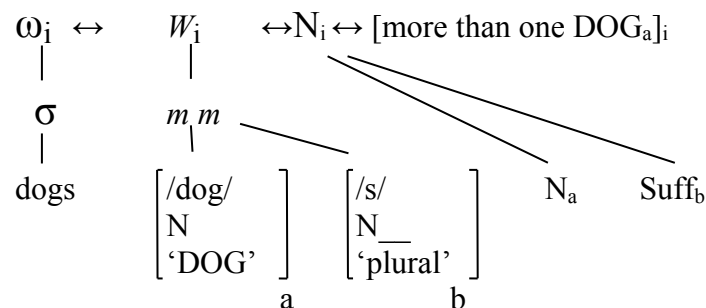 ωi ↔ Wi ↔Ni ↔ [more than one DOGa]i
σ m m
dogs /dog/ /s/ Na Suffb
N N__
‘DOG’ ‘plural’
a b